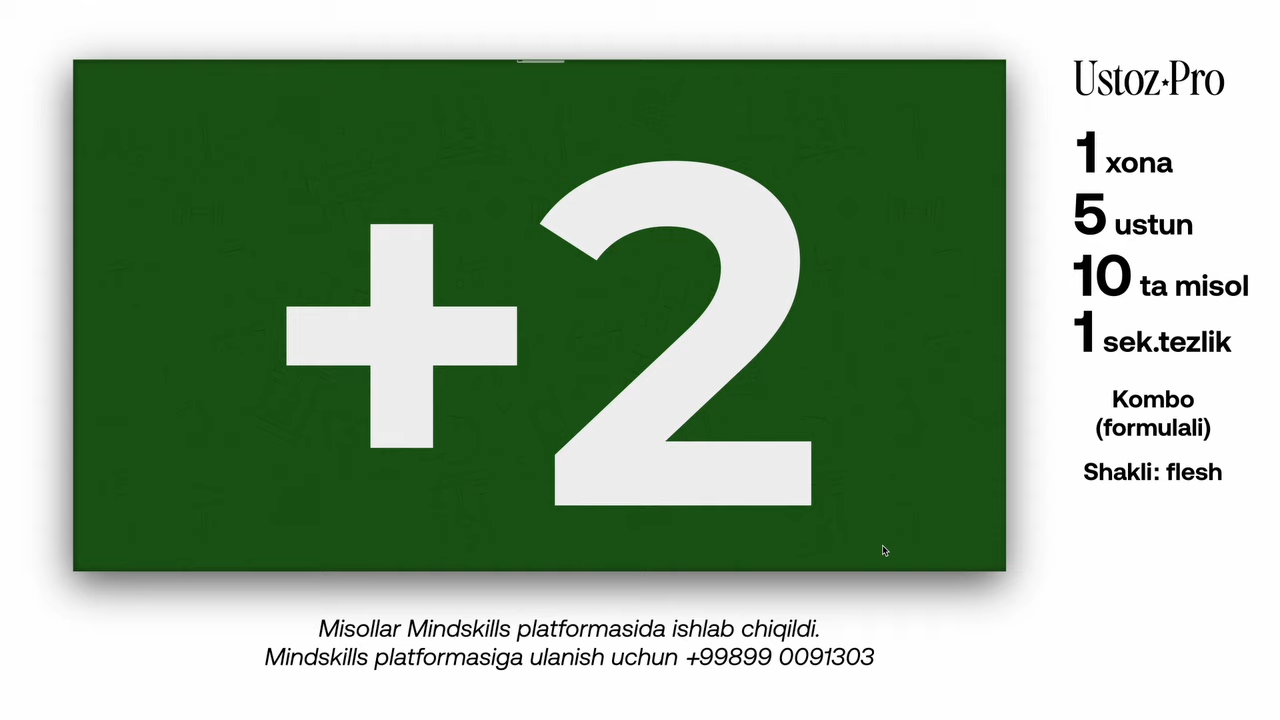 +2
Ustoz Pro
1 xona
5 ustun
10 ta misol
1 sek.tezlik
Kombo
(formulali)
Shakli: flesh
Misollar Mindskills platformasida ishlab chiqildi.
Mindskills platformasiga ulanish uchun +99899 0091303